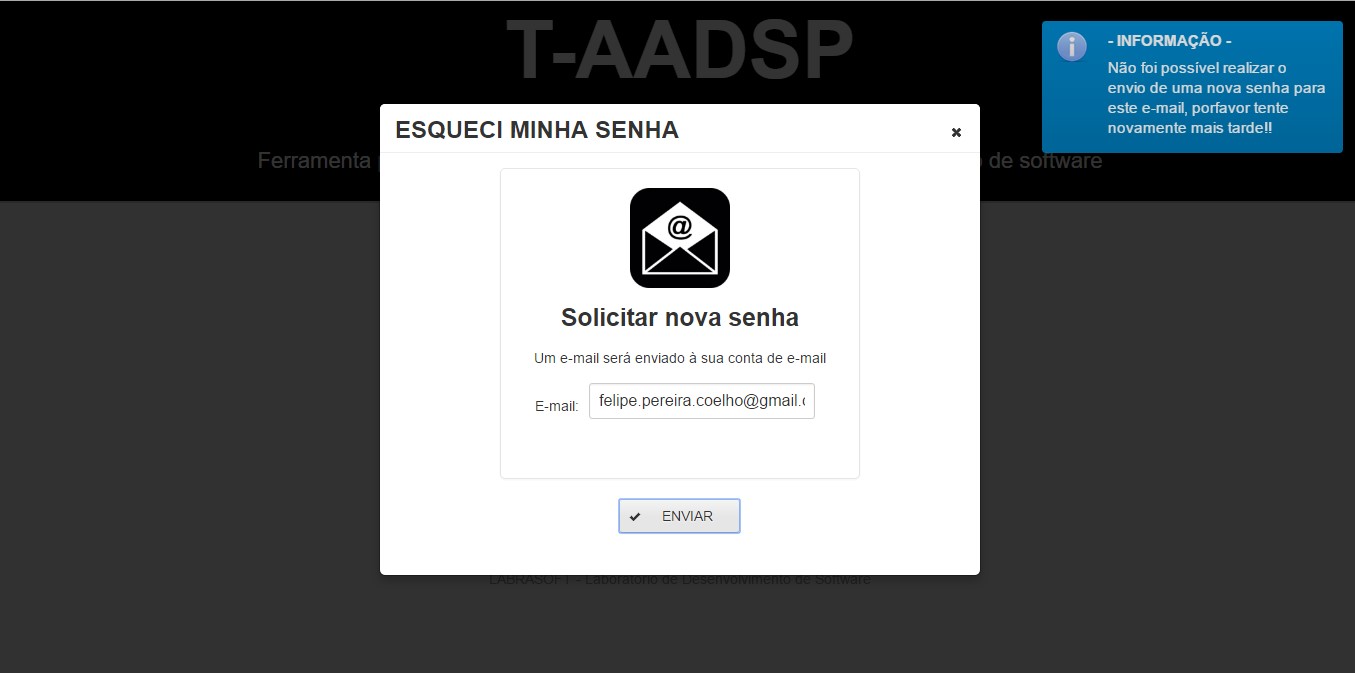 T-AADSP
- INFORMAÇÃO -
Não foi possível realizar o
envio de uma nova senha para
este e-mail, porfavor tente
novamente mais tarde!!
Ferramenta
de software
ESQUECI MINHA SENHA
@
Solicitar nova senha
Um e-mail será enviado à sua conta de e-mail
E-mail: felipe.pereira.coelho@gmail.c
ENVIAR
LABRASOFT - Laboratório de Desenvolvimento de Software